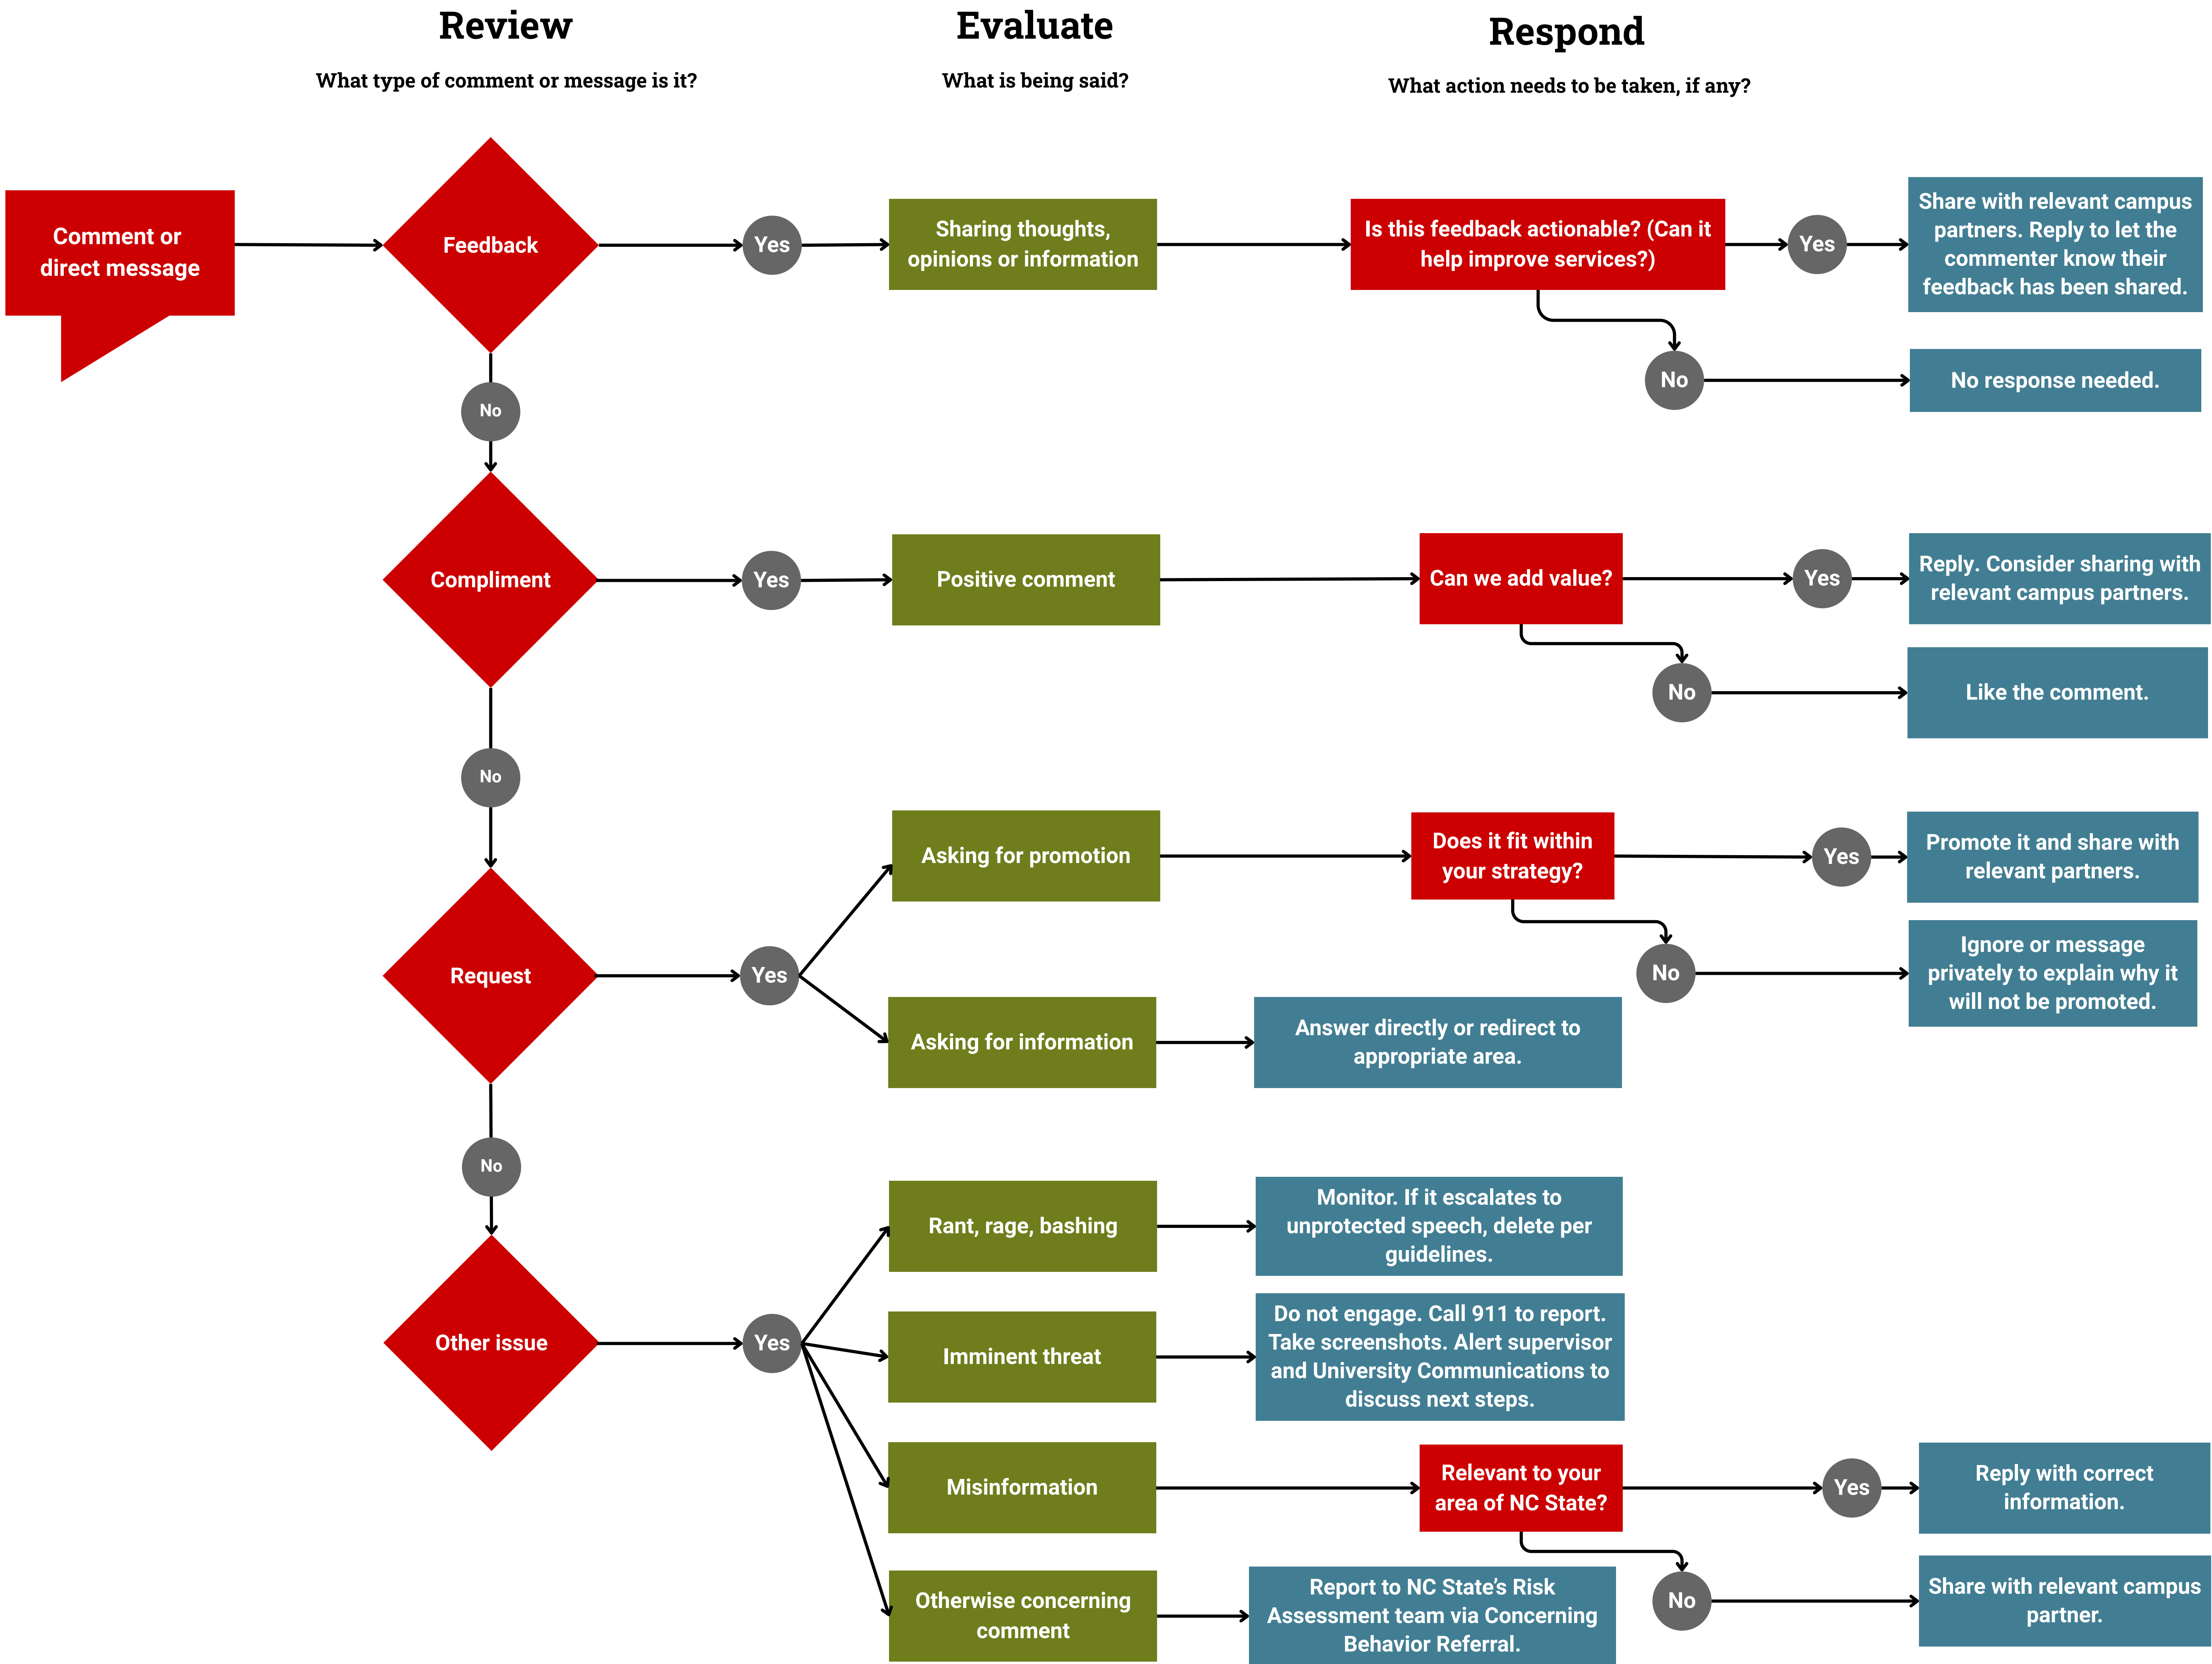 Review
Evaluate
Respond
What type of comment or message is it?
What is being said?
What action needs to be taken, if any?
Comment or
direct message
Feedback
Yes
Sharing thoughts,
opinions or information
Is this feedback actionable? (Can it
help improve services?)
Yes
Share with relevant campus
partners. Reply to let the
commenter know their
feedback has been shared.
No
No response needed.
No
Compliment
Yes
Positive comment
Can we add value?
Yes
Reply. Consider sharing with
relevant campus partners.
No
Like the comment.
No
Request
Yes
Asking for promotion
Does it fit within
your strategy?
Yes
Promote it and share with
relevant partners.
No
Ignore or message
privately to explain why it
will not be promoted.
Asking for information
Answer directly or redirect to
appropriate area.
No
Other issue
Yes
Rant, rage, bashing
Monitor. If it escalates to
unprotected speech, delete per
guidelines.
Imminent threat
Do not engage. Call 911 to report.
Take screenshots. Alert supervisor
and University Communications to
discuss next steps.
Misinformation
Relevant to your
area of NC State?
Yes
Reply with correct
information.
No
Share with relevant campus
partner.
Otherwise concerning
comment
Report to NC State’s Risk
Assessment team via Concerning
Behavior Referral.